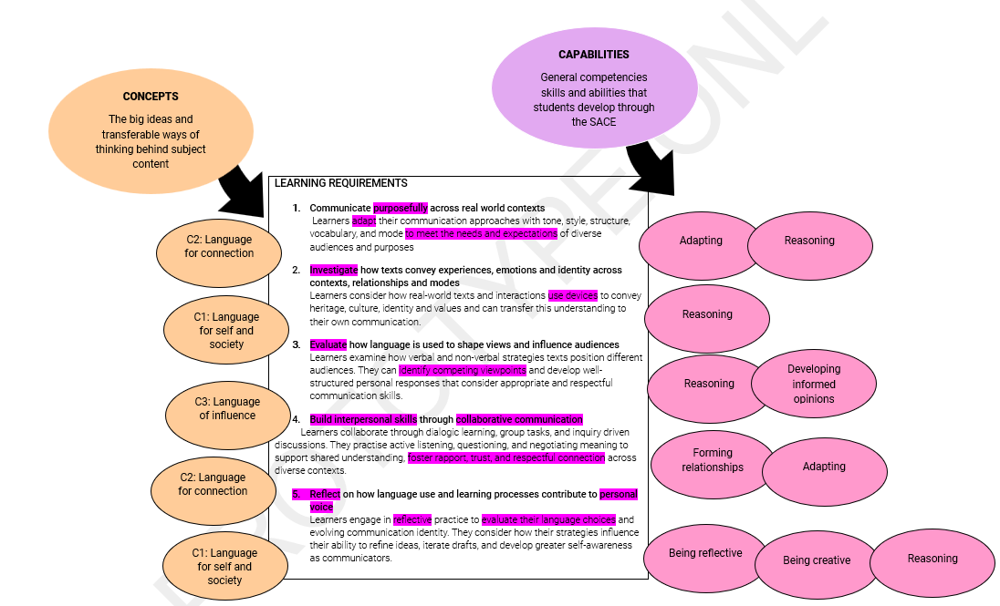 CONCEPTS
The big ideas and
transferable ways of
thinking behind subject
content
CAPABILITIES
General competencies
skills and abilities that
students develop through
the SACE
LEARNING REQUIREMENTS
1. Communicate purposefully across real world contexts
Learners adapt their communication approaches with tone, style, structure,
vocabulary, and mode to meet the needs and expectations of diverse
audiences and purposes
2. Investigate how texts convey experiences, emotions and identity across
contexts, relationships and modes
Learners consider how real-world texts and interactions use devices to convey
heritage, culture, identity and values and can transfer this understanding to
their own communication.
3. Evaluate how language is used to shape views and influence audiences
Learners examine how verbal and non-verbal strategies texts position different
audiences. They can identify competing viewpoints and develop well-
structured personal responses that consider appropriate and respectful
communication skills.
4. Build interpersonal skills through collaborative communication
Learners collaborate through dialogic learning, group tasks, and inquiry driven
discussions. They practise active listening, questioning, and negotiating meaning to
support shared understanding, foster rapport, trust, and respectful connection across
diverse contexts.
5. Reflect on how language use and learning processes contribute to personal
voice
Learners engage in reflective practice to evaluate their language choices and
evolving communication identity. They consider how their strategies influence
their ability to refine ideas, iterate drafts, and develop greater self-awareness
as communicators.
C2: Language
for connection
C1: Language
for self and
society
C3: Language
of influence
C2: Language
for connection
C1: Language
for self and
society
Adapting
Reasoning
Reasoning
Reasoning
Developing
informed
opinions
Forming
relationships
Adapting
Being reflective
Being creative
Reasoning
PROTOTYPE ONL